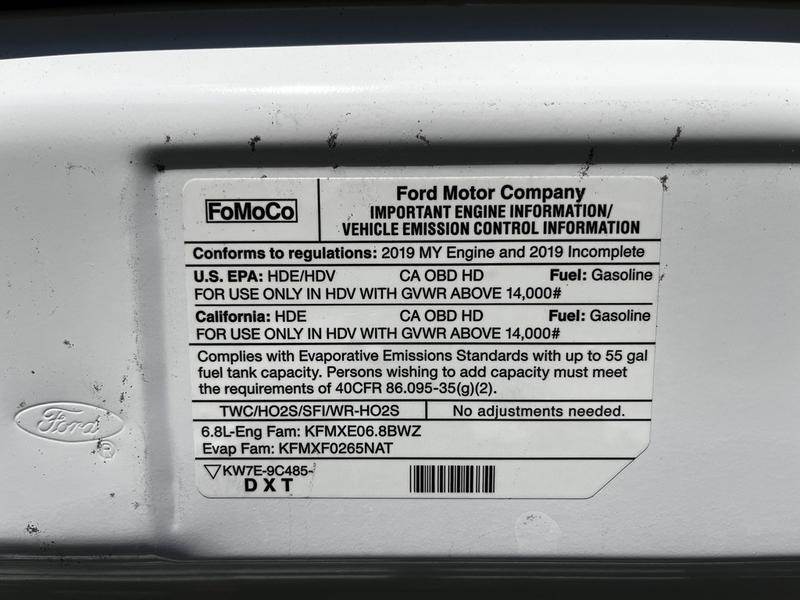 FoMoCo
Ford Motor Company
IMPORTANT ENGINE INFORMATION/
VEHICLE EMISSION CONTROL INFORMATION
Conforms to regulations: 2019 MY Engine and 2019 Incomplete
U.S. EPA: HDE/HDV CA OBD HD Fuel: Gasoline
FOR USE ONLY IN HDV WITH GVWR ABOVE 14,000#
California: HDE CA OBD HD Fuel: Gasoline
FOR USE ONLY IN HDV WITH GVWR ABOVE 14,000#
Complies with Evaporative Emissions Standards with up to 55 gal
fuel tank capacity. Persons wishing to add capacity must meet
the requirements of 40CFR 86.095-35(g)(2).
TWC/HO2S/SFI/WR-HO2S No adjustments needed.
6.8L-Eng Fam: KFMXE06.8BWZ
Evap Fam: KFMXF0265NAT
KW7E-9C485-
DXT
Ford
®